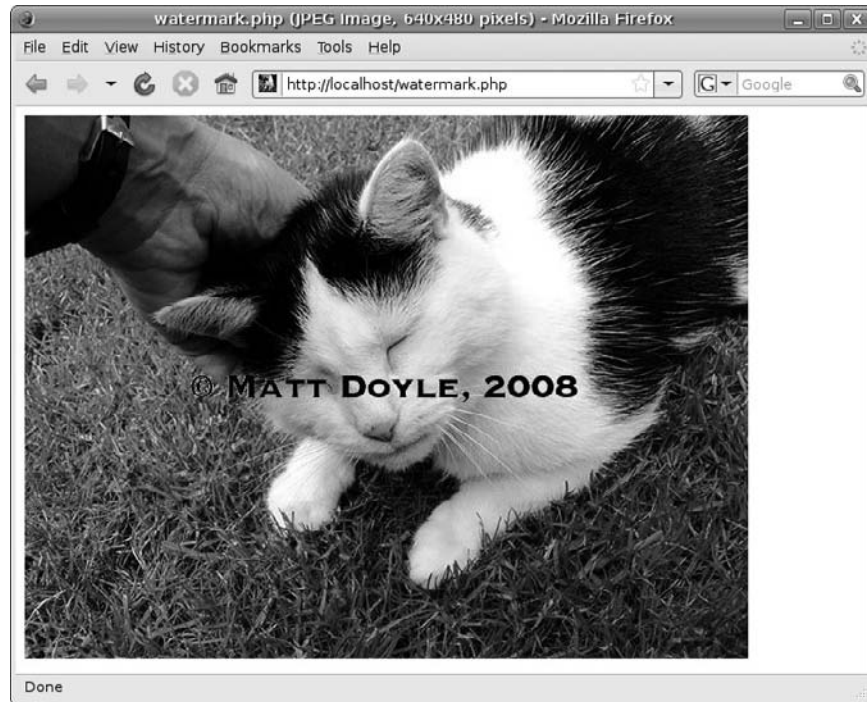 watermark.php (JPEG Image, 640x480 pixels) - Mozilla Firefox
File Edit View History Bookmarks Tools Help
http://localhost/watermark.php
G
Google
© MATT DOYLE, 2008
Done